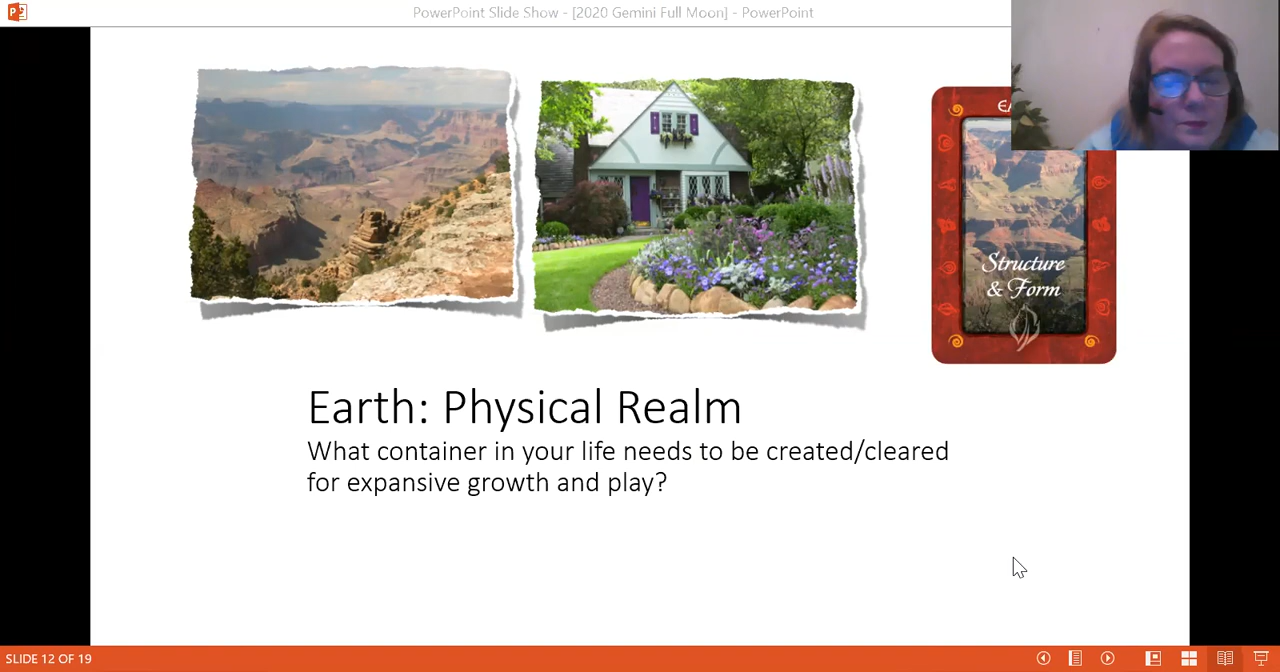 PowerPoint Slide Show - [2020 Gemini Full Moon] - PowerPoint
Structure
& Form
Earth: Physical Realm
What container in your life needs to be created/cleared
for expansive growth and play?
SLIDE 12 OF 19